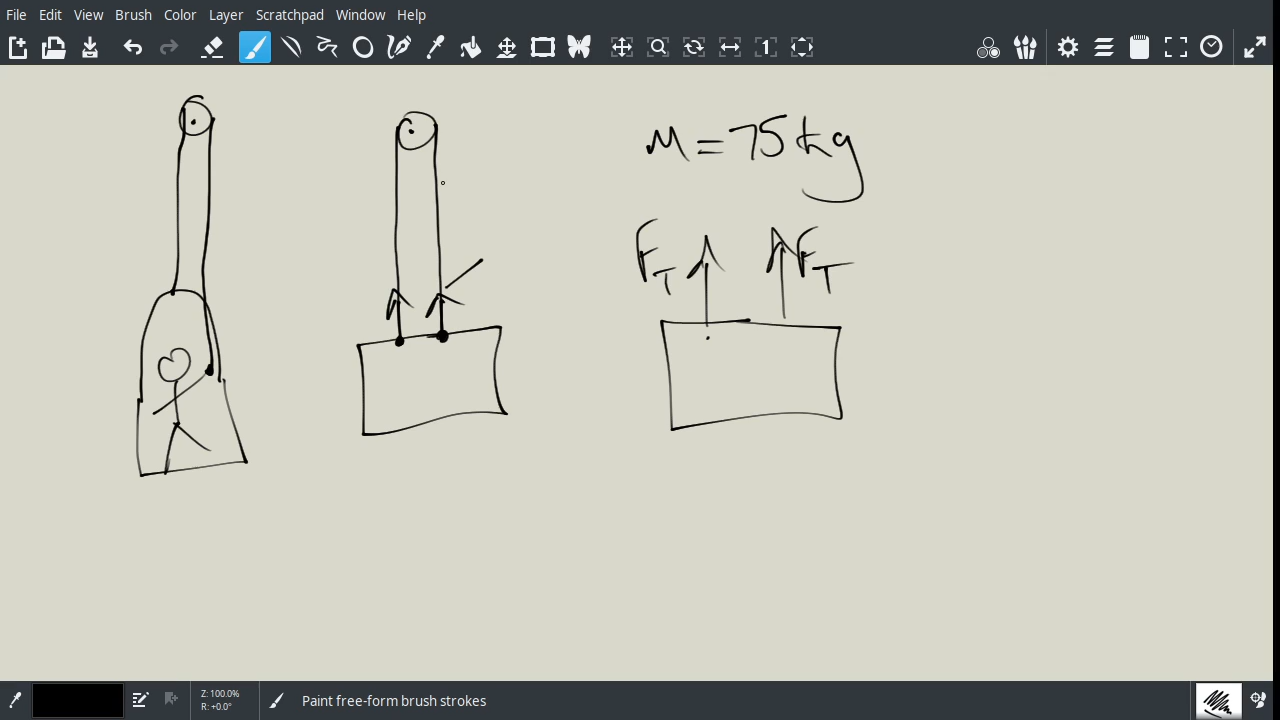 File Edit View Brush Color Layer Scratchpad Window Help
M = 75 kg
FT FT
Z: 100.0%
R: +0.0°
Paint free-form brush strokes